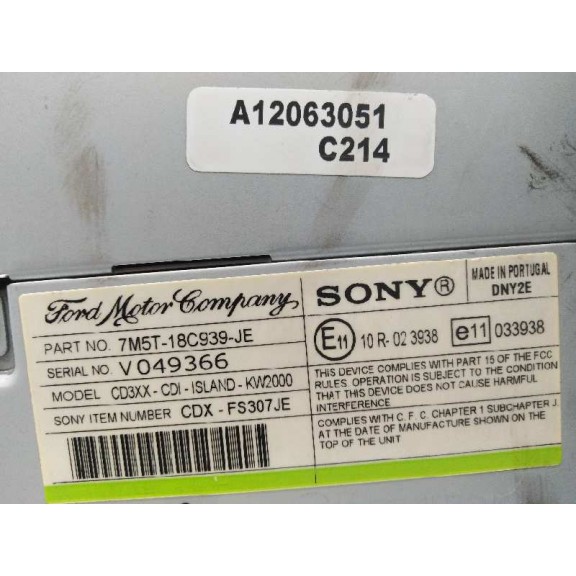 A12063051
C214
Ford Motor Company
PART NO. 7M5T-18C939-JE
SERIAL NO. V049366
MODEL CD3XX - CDI - ISLAND - KW2000
SONY ITEM NUMBER CDX - FS307JE
SONY®
MADE IN PORTUGAL
DNY2E
E11 10 R- 02 3938 e11 033938
THIS DEVICE COMPLIES WITH PART 15 OF THE FCC
RULES. OPERATION IS SUBJECT TO THE CONDITION
THAT THIS DEVICE DOES NOT CAUSE HARMFUL
INTERFERENCE
COMPLIES WITH C. F. C. CHAPTER 1 SUBCHAPTER J.
AT THE DATE OF MANUFACTURE SHOWN ON THE
TOP OF THE UNIT